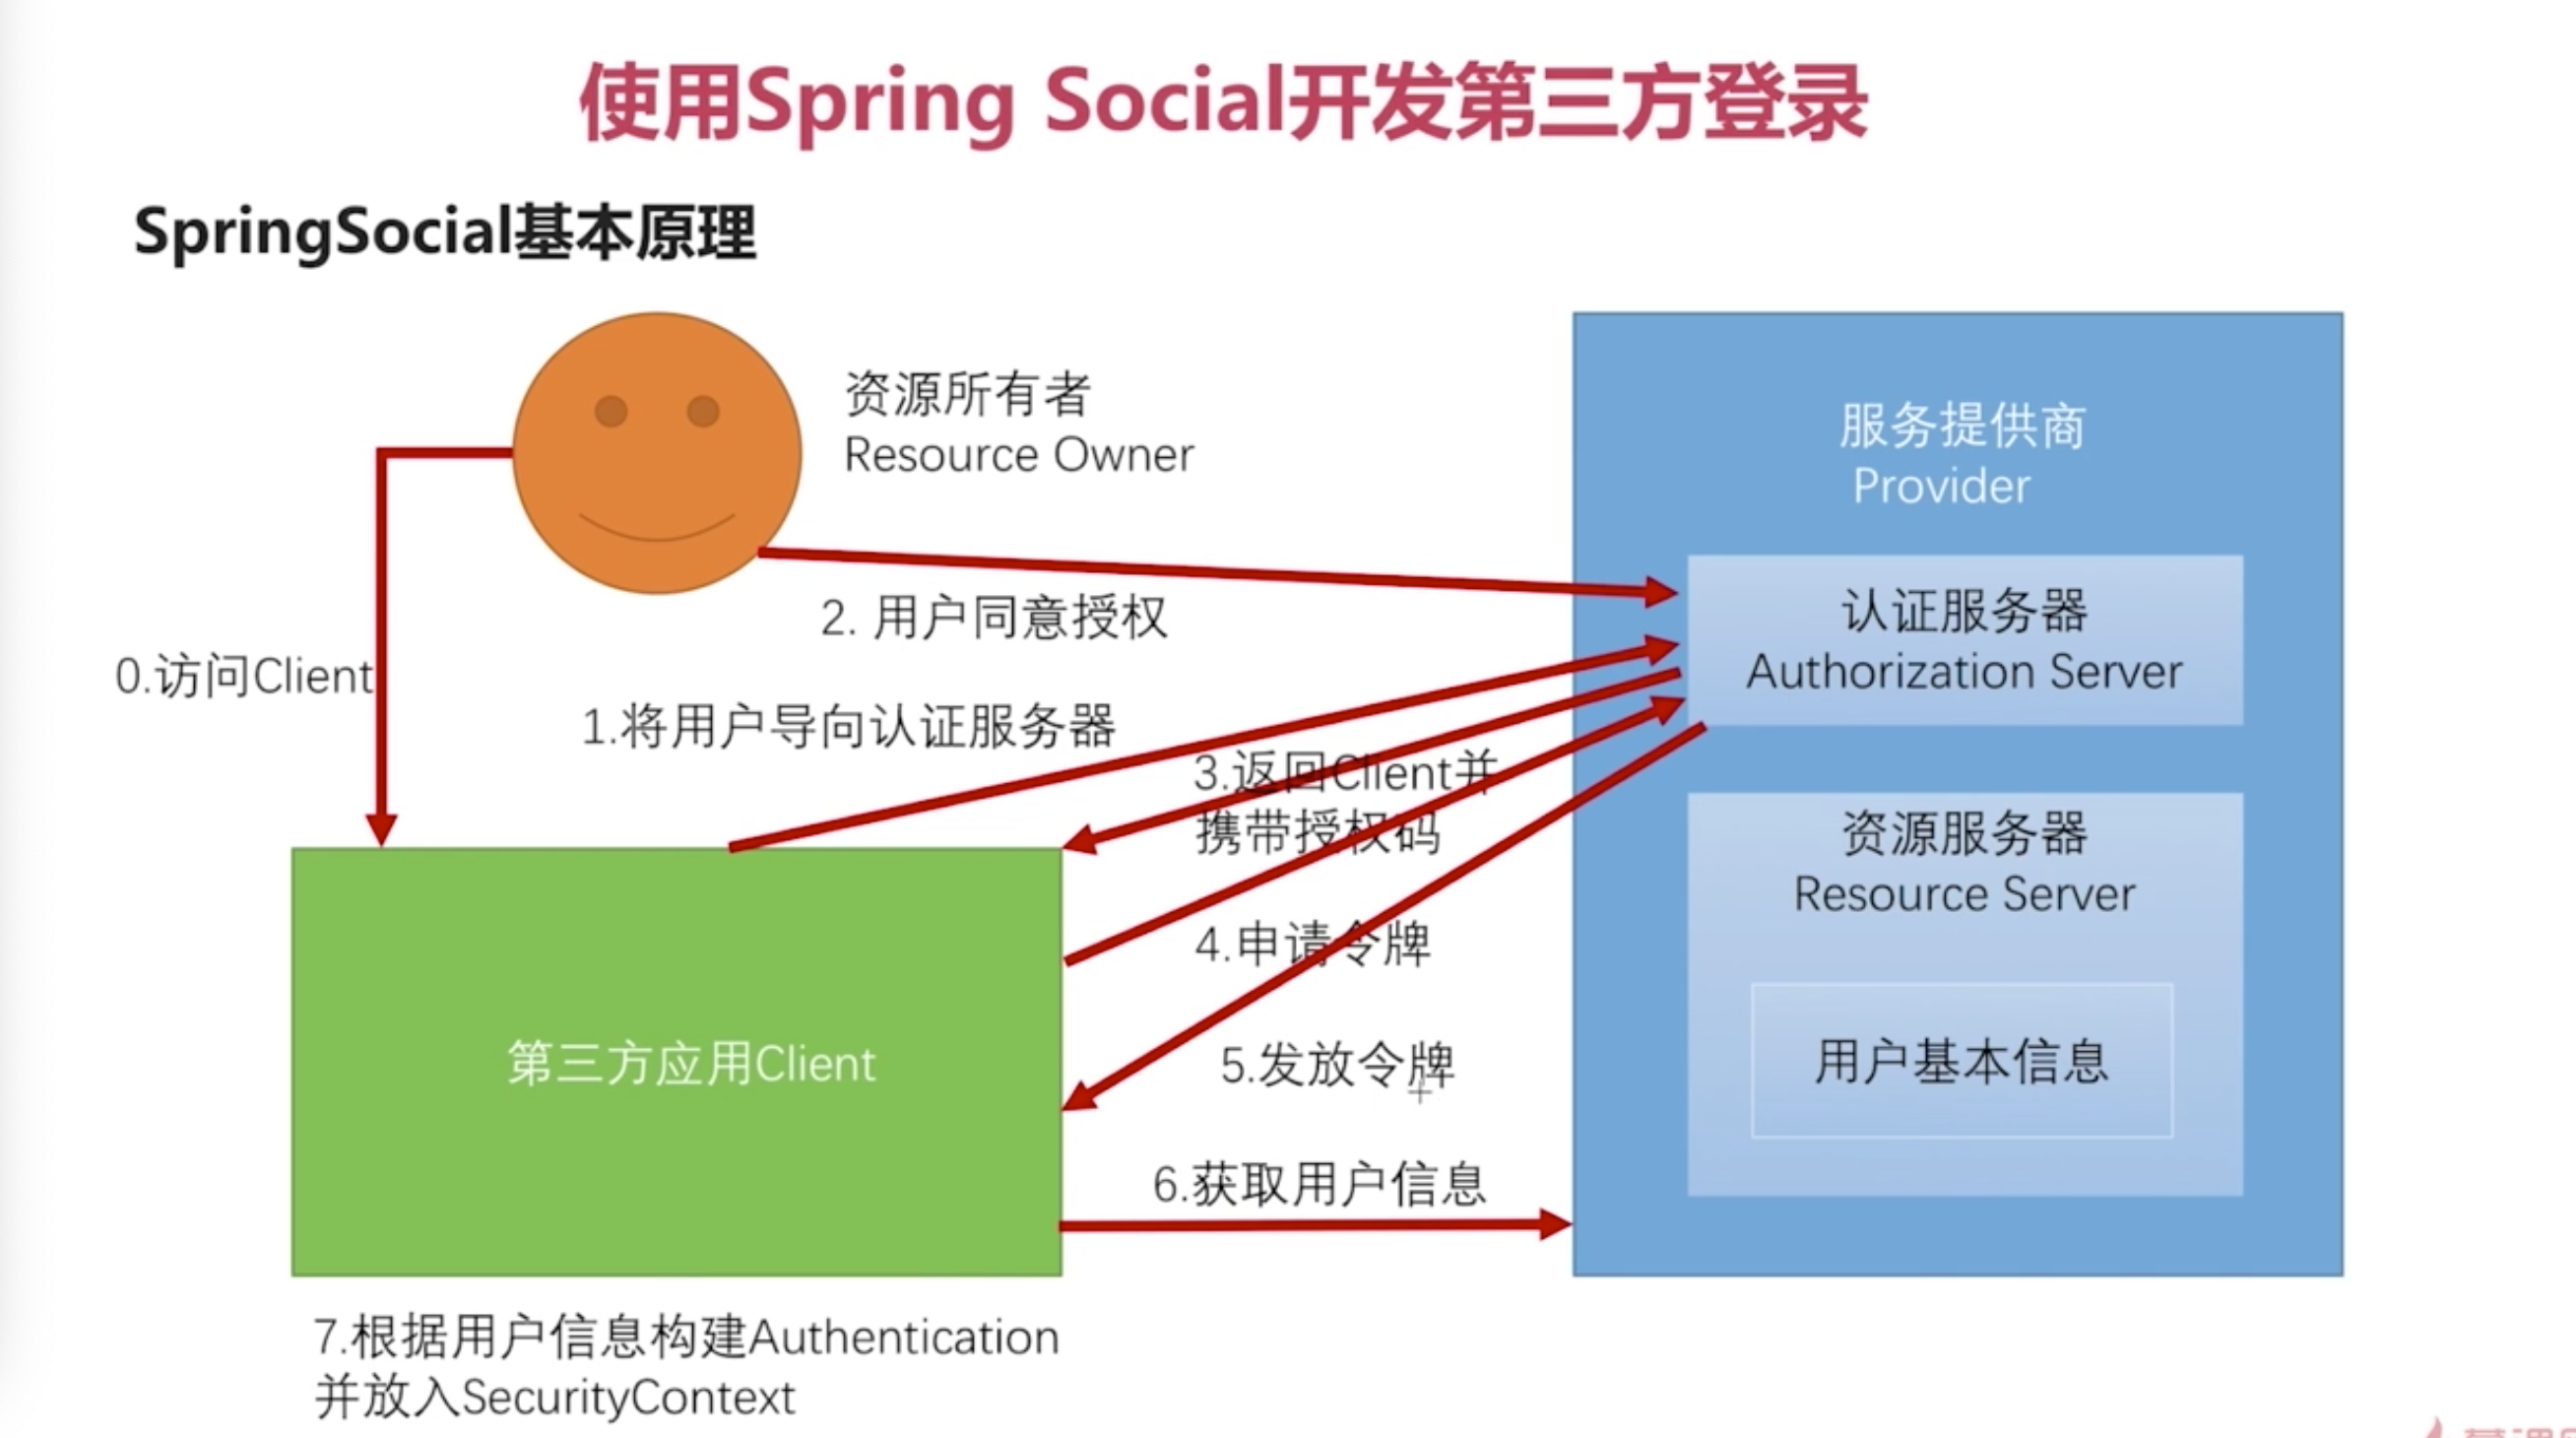 使用Spring Social开发第三方登录
SpringSocial基本原理
资源所有者
Resource Owner
服务提供商
Provider
认证服务器
Authorization Server
2. 用户同意授权
0.访问Client
1.将用户导向认证服务器
3.返回Client并
携带授权码
资源服务器
Resource Server
4.申请令牌
第三方应用Client
5.发放令牌
用户基本信息
6.获取用户信息
7.根据用户信息构建Authentication
并放入SecurityContext